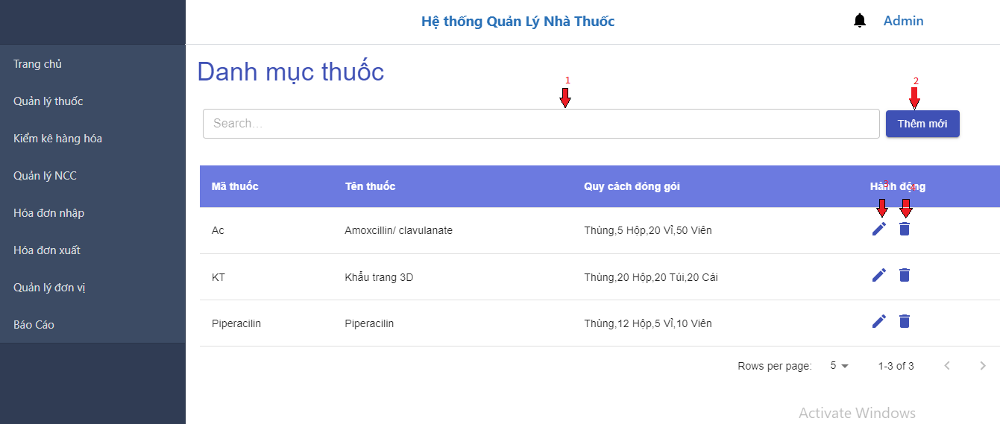 Hệ thống Quản Lý Nhà Thuốc
Admin
Trang chủ
Quản lý thuốc
Kiểm kê hàng hóa
Quản lý NCC
Hóa đơn nhập
Hóa đơn xuất
Quản lý đơn vị
Báo Cáo
Danh mục thuốc
1
2
Search...
Thêm mới
Mã thuốc Tên thuốc Quy cách đóng gói Hành động
3 4
Ac Amoxcillin/ clavulanate Thùng,5 Hộp,20 Vỉ,50 Viên
KT Khẩu trang 3D Thùng,20 Hộp,20 Túi,20 Cái
Piperacilin Piperacilin Thùng,12 Hộp,5 Vỉ,10 Viên
Rows per page: 5 1-3 of 3
Activate Windows